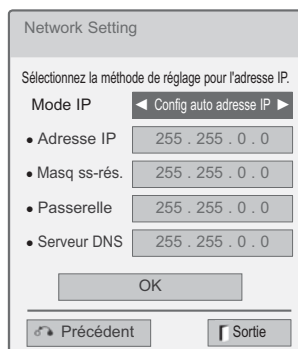 Network Setting
Sélectionnez la méthode de réglage pour l'adresse IP.
Mode IP ◀ Config auto adresse IP ▶
• Adresse IP 255 . 255 . 0 . 0
• Masq ss-rés. 255 . 255 . 0 . 0
• Passerelle 255 . 255 . 0 . 0
• Serveur DNS 255 . 255 . 0 . 0
OK
Précédent Sortie